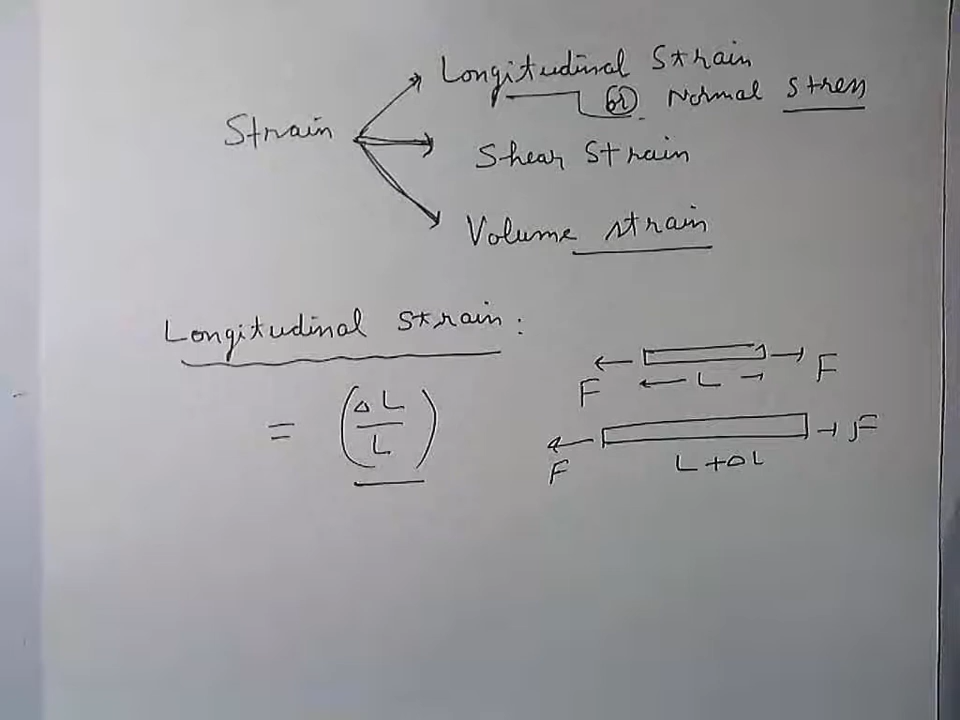 Longitudinal Strain
(or) Normal stress
Strain
Shear Strain
Volume strain
Longitudinal Strain :
F ← → F
← L →
= (ΔL/L)
F ← → F
L + ΔL